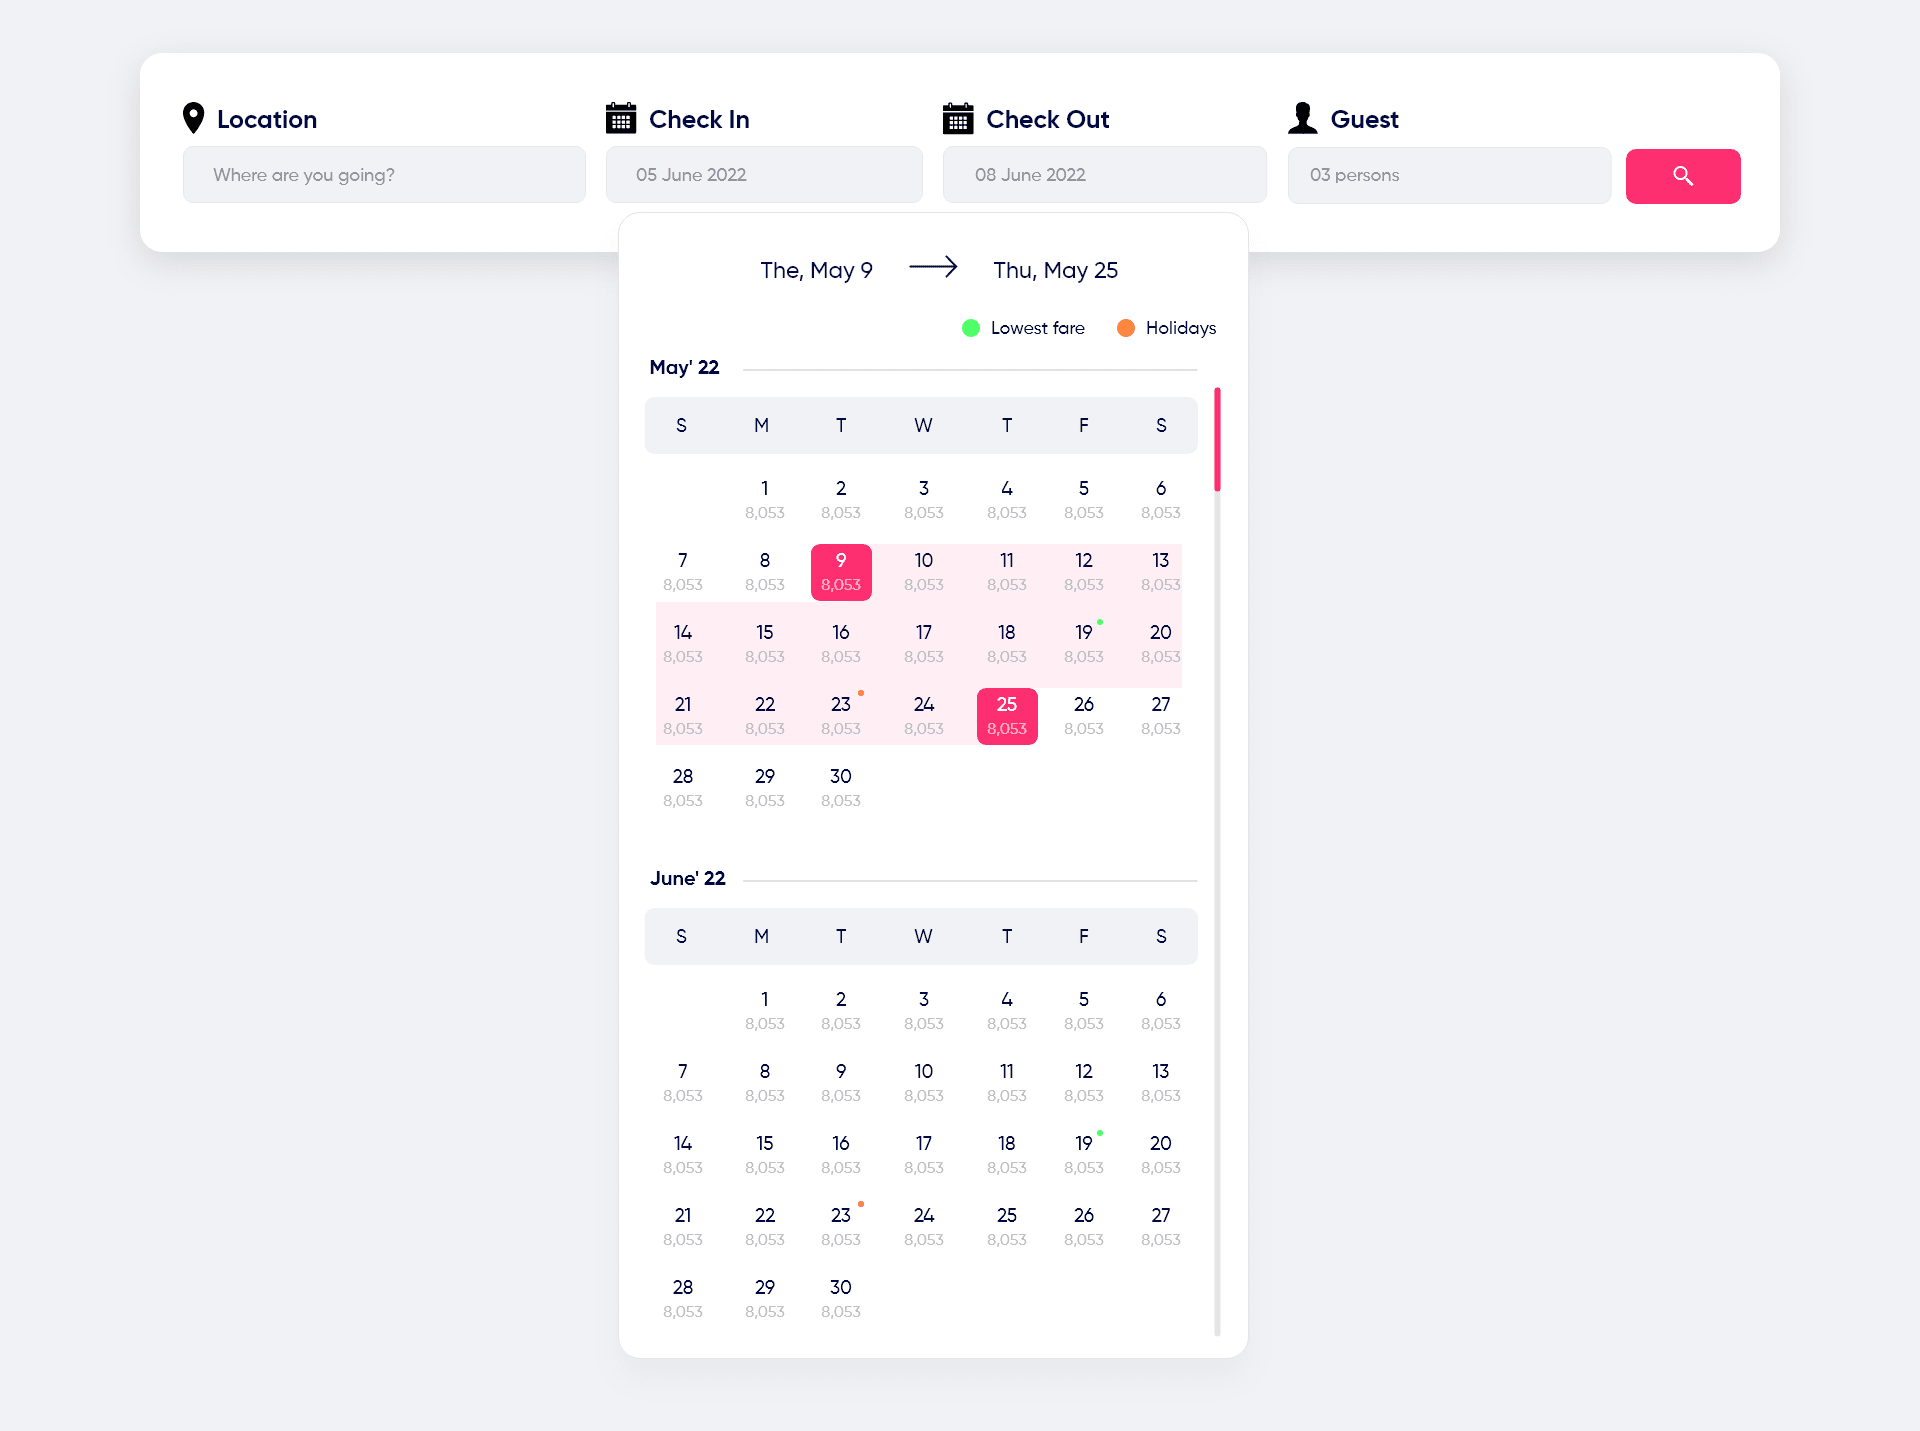 Location Check In Check Out Guest
Where are you going? 05 June 2022 08 June 2022 03 persons
The, May 9 Thu, May 25
Lowest fare Holidays
May' 22
S M T W T F S
1 2 3 4 5 6
8,053 8,053 8,053 8,053 8,053 8,053
7 8 9 10 11 12 13
8,053 8,053 8,053 8,053 8,053 8,053 8,053
14 15 16 17 18 19 20
8,053 8,053 8,053 8,053 8,053 8,053 8,053
21 22 23 24 25 26 27
8,053 8,053 8,053 8,053 8,053 8,053 8,053
28 29 30
8,053 8,053 8,053
June' 22
S M T W T F S
1 2 3 4 5 6
8,053 8,053 8,053 8,053 8,053 8,053
7 8 9 10 11 12 13
8,053 8,053 8,053 8,053 8,053 8,053 8,053
14 15 16 17 18 19 20
8,053 8,053 8,053 8,053 8,053 8,053 8,053
21 22 23 24 25 26 27
8,053 8,053 8,053 8,053 8,053 8,053 8,053
28 29 30
8,053 8,053 8,053